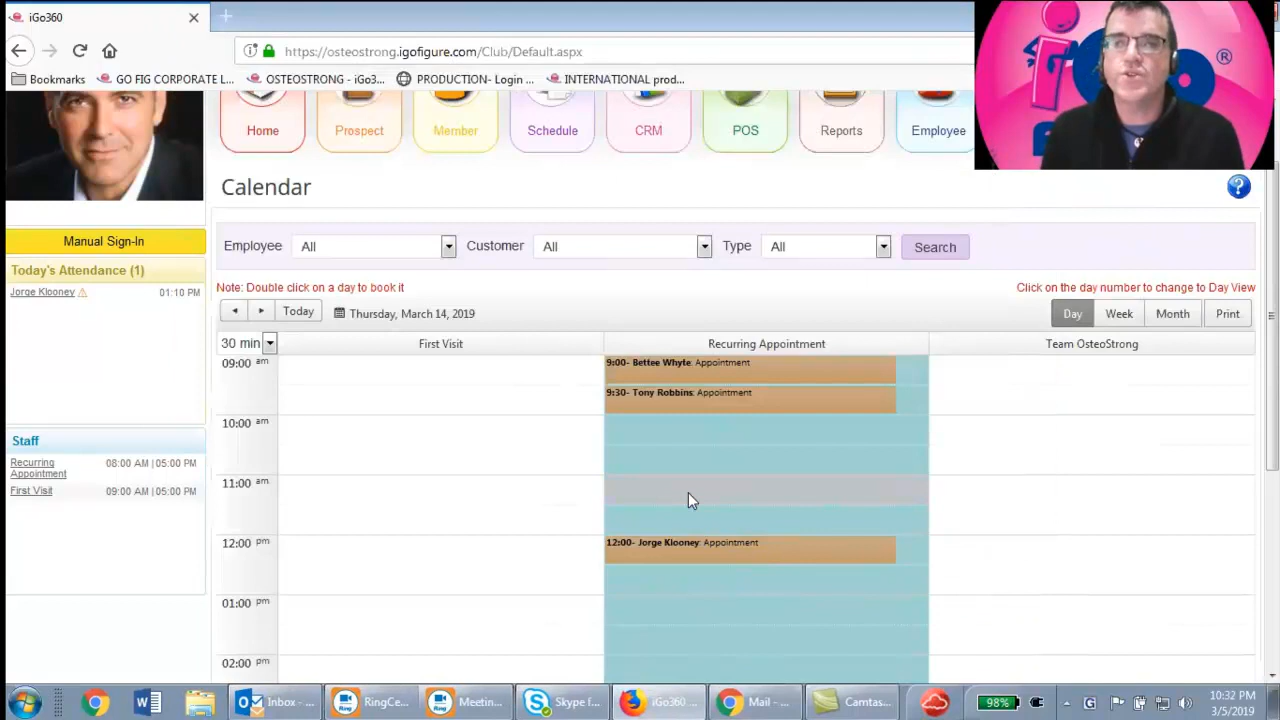 iGo360
https://osteostrong.igofigure.com/Club/Default.aspx
Bookmarks GO FIG CORPORATE L... OSTEOSTRONG - iGo3... PRODUCTION- Login ... INTERNATIONAL prod...
Home Prospect Member Schedule CRM POS Reports Employee
Calendar
Manual Sign-In
Employee All Customer All Type All Search
Today's Attendance (1)
Jorge Klooney 01:10 PM
Note: Double click on a day to book it Click on the day number to change to Day View
Today Thursday, March 14, 2019 Day Week Month Print
30 min First Visit Recurring Appointment Team OsteoStrong
09:00 am 9:00- Bettee Whyte: Appointment
9:30- Tony Robbins: Appointment
10:00 am
Staff
Recurring
Appointment 08:00 AM | 05:00 PM
First Visit 09:00 AM | 05:00 PM
11:00 am
12:00 pm 12:00- Jorge Klooney: Appointment
01:00 pm
02:00 pm
Inbox - ... RingCe... Meetin... Skype f... iGo360 ... Mail - ... Camtas... 98% G
10:32 PM
3/5/2019